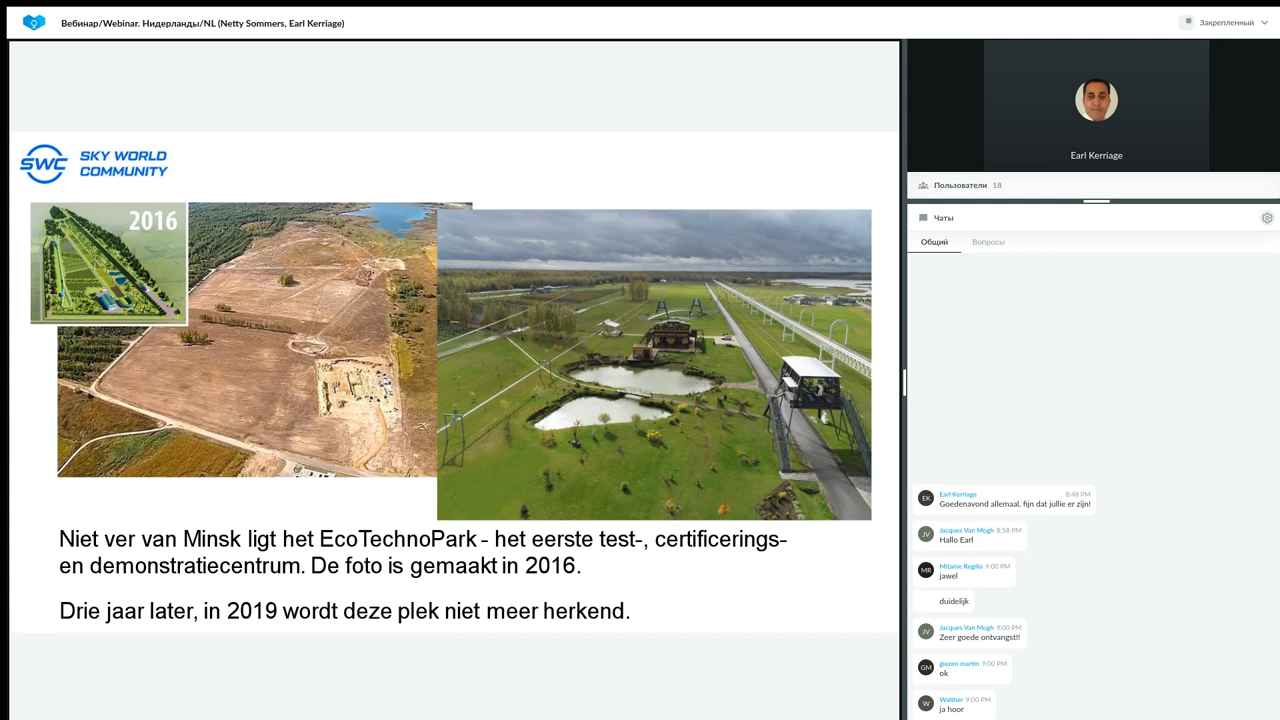 Вебинар/Webinar. Нидерланды/NL (Netty Sommers, Earl Kerriage)
Закрепленный
SWC SKY WORLD
COMMUNITY
2016
Niet ver van Minsk ligt het EcoTechnoPark - het eerste test-, certificerings-
en demonstratiecentrum. De foto is gemaakt in 2016.
Drie jaar later, in 2019 wordt deze plek niet meer herkend.
Earl Kerriage
Пользователи 18
Чаты
Общий Вопросы
EK Earl Kerriage 8:48 PM
Goedenavond allemaal, fijn dat jullie er zijn!
JV Jacques Van Mogh 8:58 PM
Hallo Earl
MR Mitanie Regilia 9:00 PM
jawel
duidelijk
JV Jacques Van Mogh 9:00 PM
Zeer goede ontvangst!!
GM giezen martin 9:00 PM
ok
W Walther 9:00 PM
ja hoor